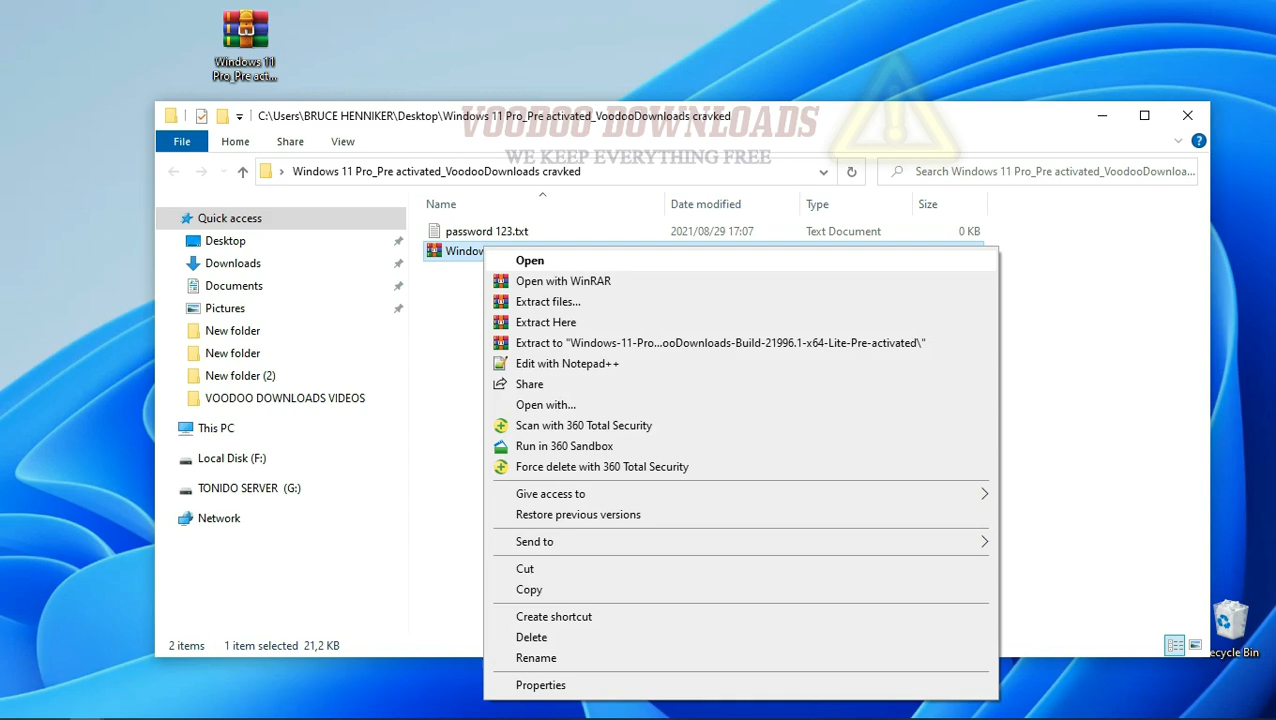 Windows 11
Pro_Pre act...
C:\Users\BRUCE HENNIKER\Desktop\Windows 11 Pro_Pre activated_VoodooDownloads cravked
VOODOO DOWNLOADS
WE KEEP EVERYTHING FREE
File Home Share View
Windows 11 Pro_Pre activated_VoodooDownloads cravked
Search Windows 11 Pro_Pre activated_VoodooDownloa...
Name Date modified Type Size
Quick access
Desktop
Downloads
Documents
Pictures
New folder
New folder
New folder (2)
VOODOO DOWNLOADS VIDEOS
This PC
Local Disk (F:)
TONIDO SERVER (G:)
Network
password 123.txt 2021/08/29 17:07 Text Document 0 KB
Window
Open
Open with WinRAR
Extract files...
Extract Here
Extract to "Windows-11-Pro...ooDownloads-Build-21996.1-x64-Lite-Pre-activated\"
Edit with Notepad++
Share
Open with...
Scan with 360 Total Security
Run in 360 Sandbox
Force delete with 360 Total Security
Give access to
Restore previous versions
Send to
Cut
Copy
Create shortcut
Delete
Rename
Properties
2 items 1 item selected 21,2 KB
ecycle Bin